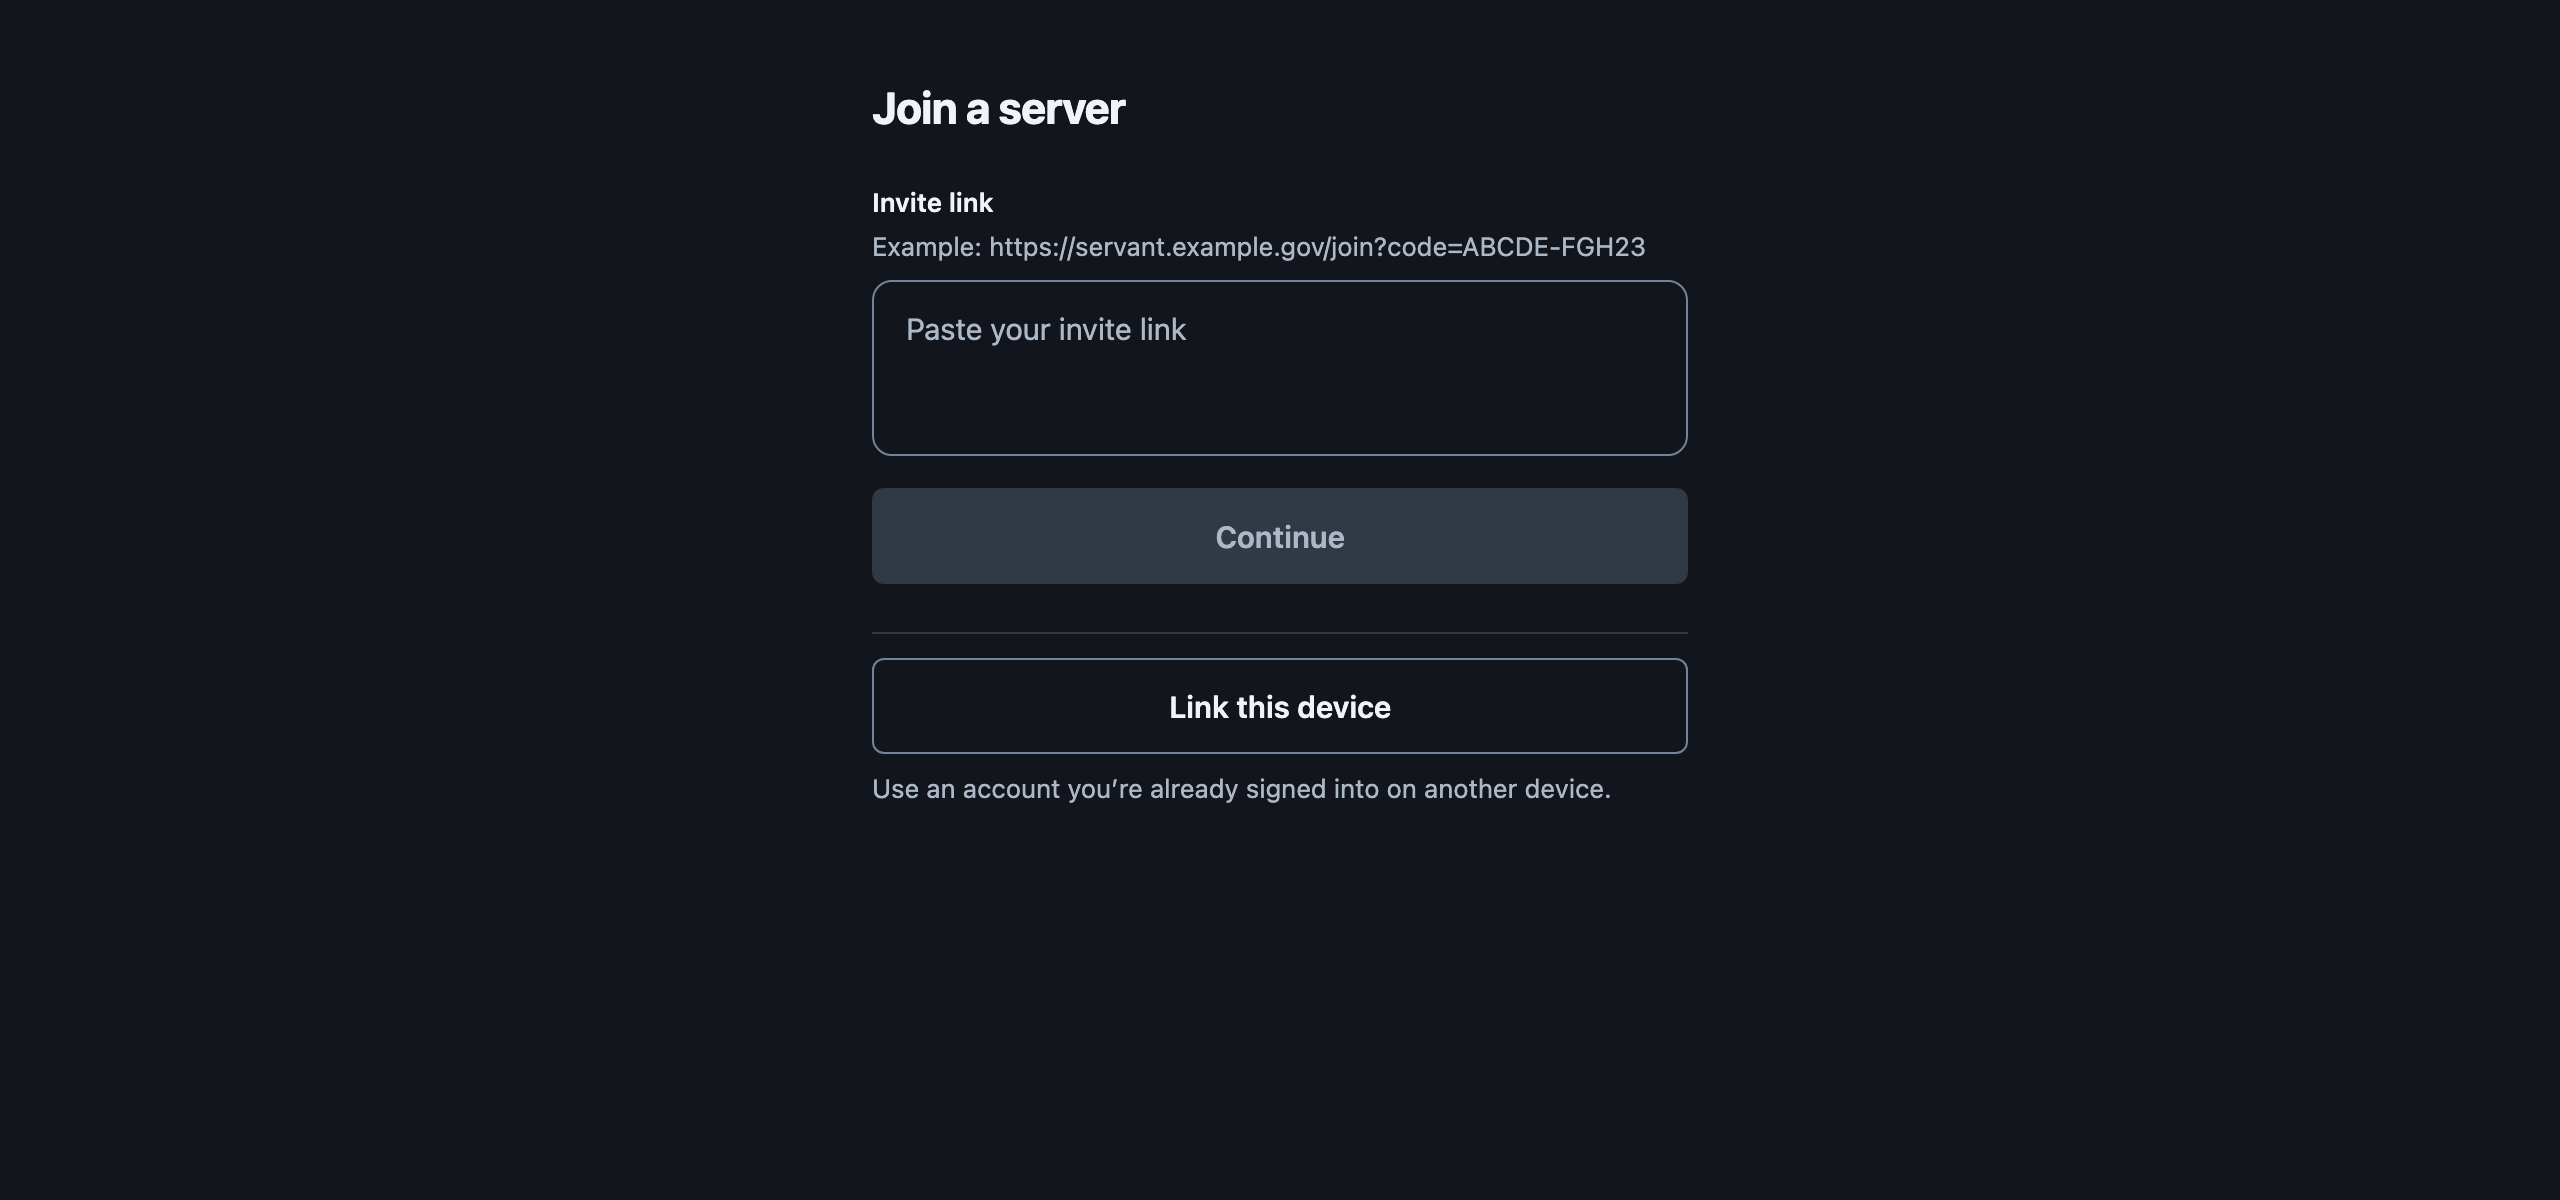 Join a server
Invite link
Example: https://servant.example.gov/join?code=ABCDE-FGH23
Paste your invite link
Continue
Link this device
Use an account you’re already signed into on another device.